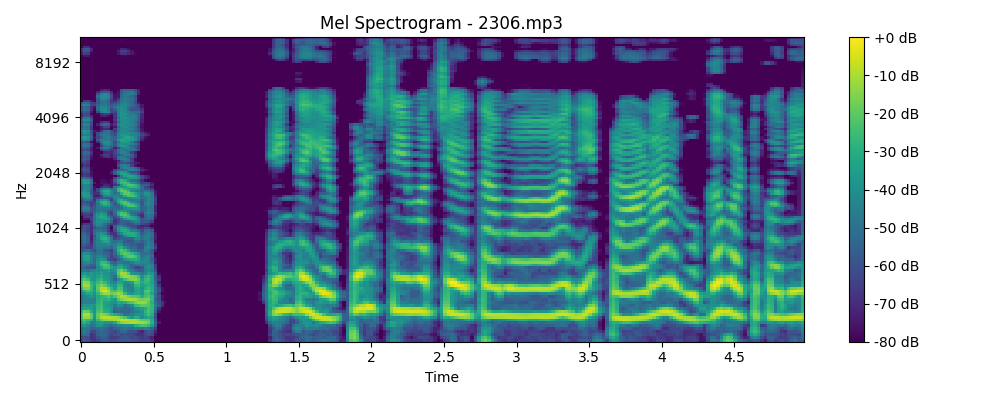 Mel Spectrogram - 2306.mp3
+0 dB
8192
-10 dB
4096
-20 dB
-30 dB
2048
Hz
-40 dB
1024
-50 dB
-60 dB
512
-70 dB
0
-80 dB
0 0.5 1 1.5 2 2.5 3 3.5 4 4.5
Time